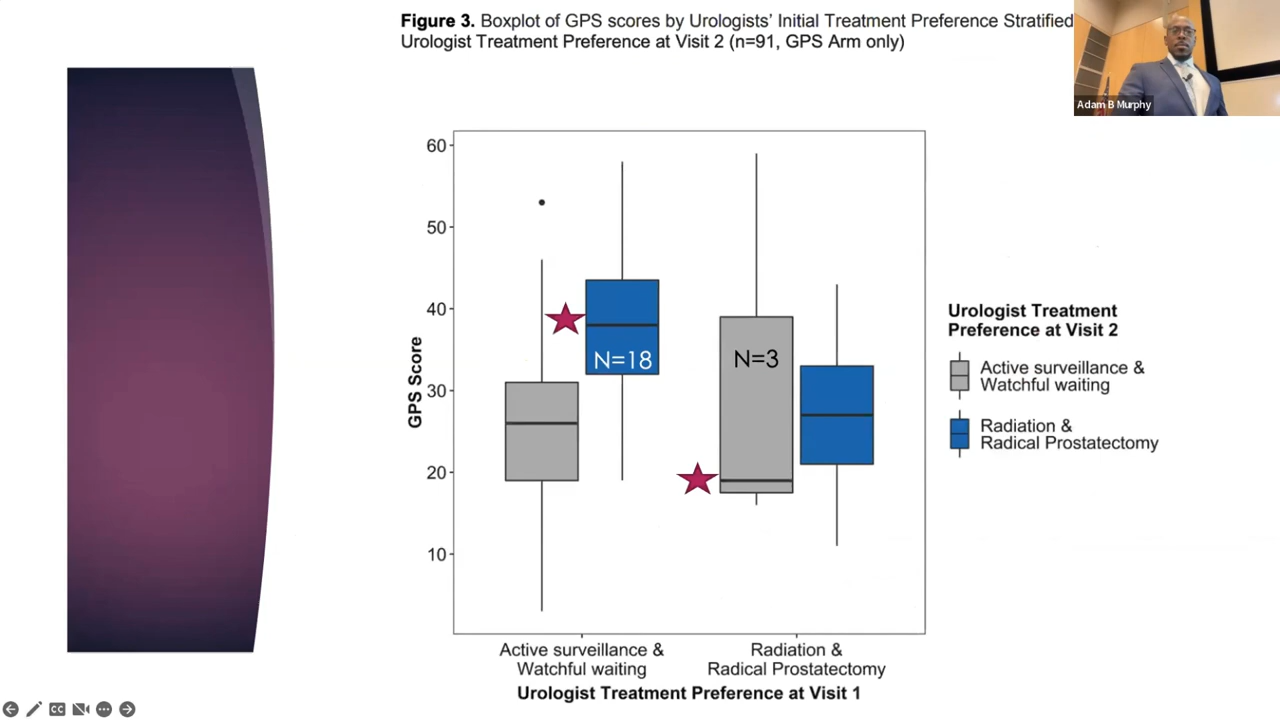 Figure 3. Boxplot of GPS scores by Urologists' Initial Treatment Preference Stratified
Urologist Treatment Preference at Visit 2 (n=91, GPS Arm only)
Adam B Murphy
60
50
40
30
20
10
GPS Score
N=18
N=3
Urologist Treatment
Preference at Visit 2
Active surveillance &
Watchful waiting
Radiation &
Radical Prostatectomy
Active surveillance &
Watchful waiting
Radiation &
Radical Prostatectomy
Urologist Treatment Preference at Visit 1
CC